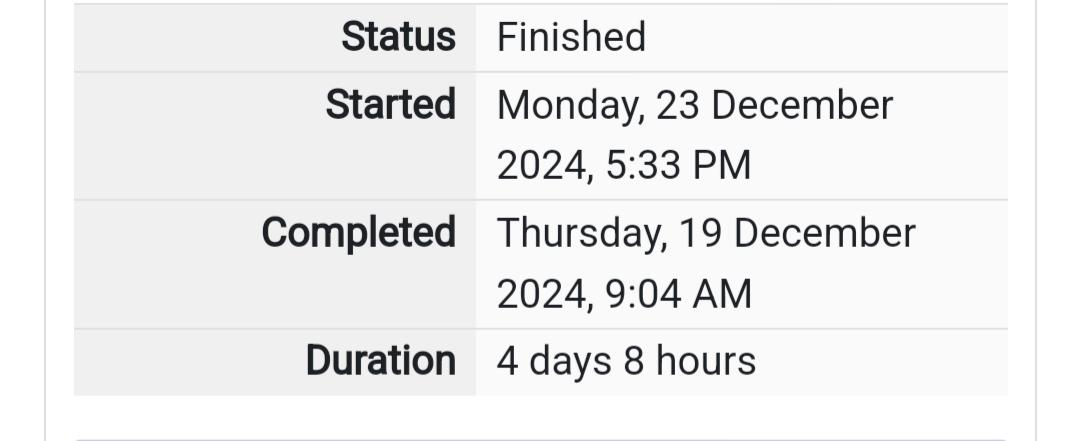 Status Finished
Started Monday, 23 December
2024, 5:33 PM
Completed Thursday, 19 December
2024, 9:04 AM
Duration 4 days 8 hours